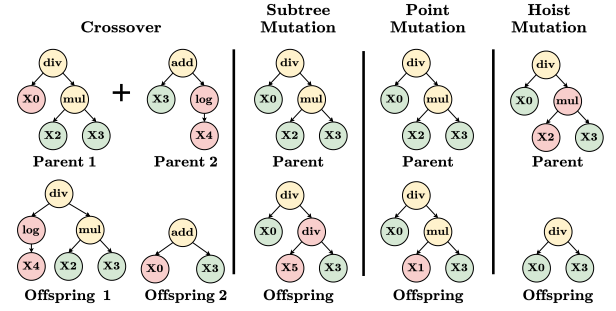 Crossover
Subtree
Mutation
Point
Mutation
Hoist
Mutation
div
X0 mul
X2 X3
Parent 1
+
add
X3 log
X4
Parent 2
div
X0 mul
X2 X3
Parent
div
X0 mul
X2 X3
Parent
div
X0 mul
X2 X3
Parent
div
log mul
X4 X2 X3
Offspring 1
add
X0 X3
Offspring 2
div
X0 div
X5 X3
Offspring
div
X0 mul
X1 X3
Offspring
div
X0 X3
Offspring